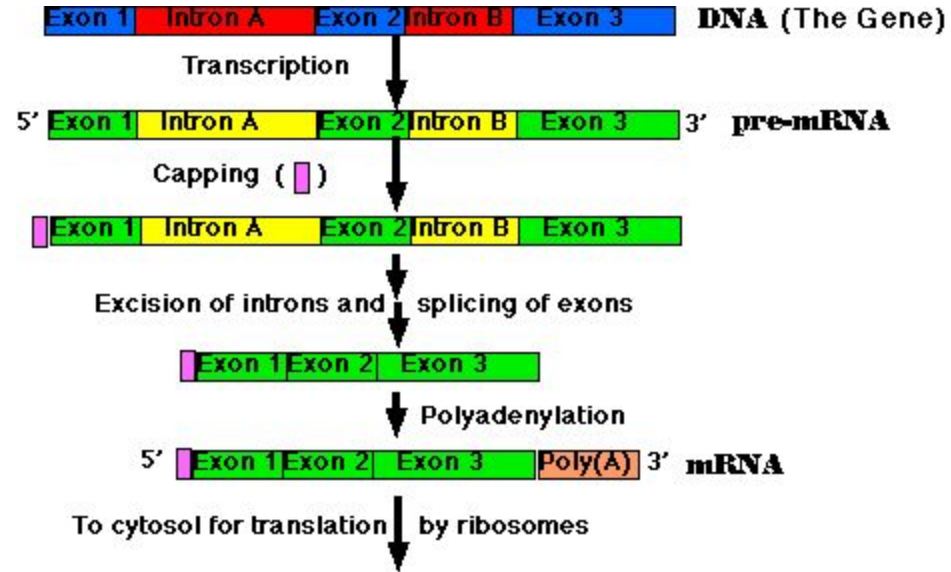 Exon 1 Intron A Exon 2 Intron B Exon 3 DNA (The Gene)
Transcription
5′ Exon 1 Intron A Exon 2 Intron B Exon 3 3′ pre-mRNA
Capping ( )
Exon 1 Intron A Exon 2 Intron B Exon 3
Excision of introns and splicing of exons
Exon 1 Exon 2 Exon 3
Polyadenylation
5′ Exon 1 Exon 2 Exon 3 Poly(A) 3′ mRNA
To cytosol for translation by ribosomes